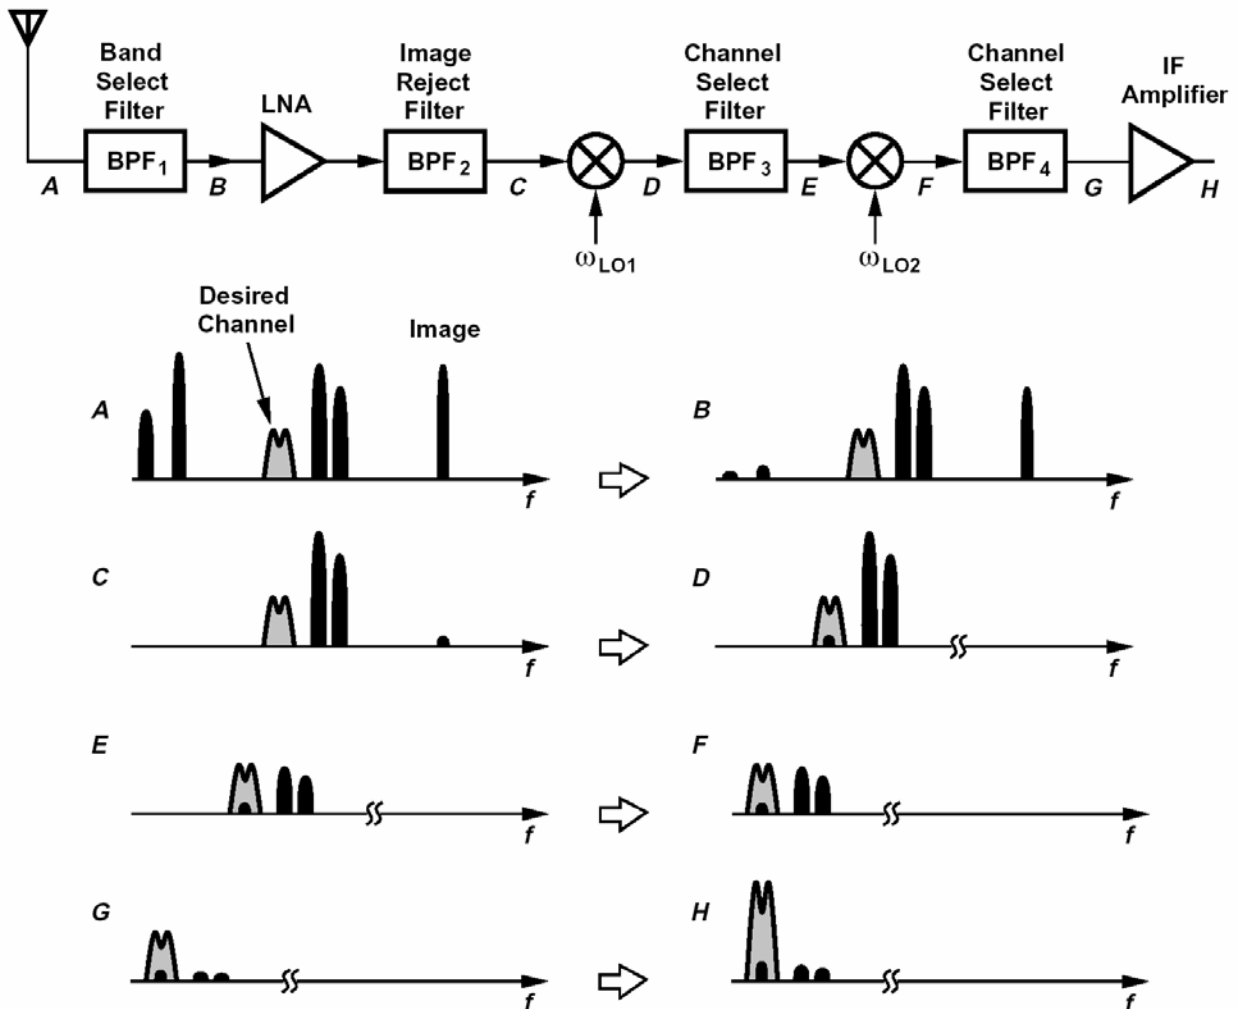 Band
Select
Filter
LNA
Image
Reject
Filter
Channel
Select
Filter
Channel
Select
Filter
IF
Amplifier
BPF1
BPF2
BPF3
BPF4
A
B
C
D
E
F
G
H
ωLO1
ωLO2
Desired
Channel
Image
A
f
B
f
C
f
D
f
E
f
F
f
G
f
H
f